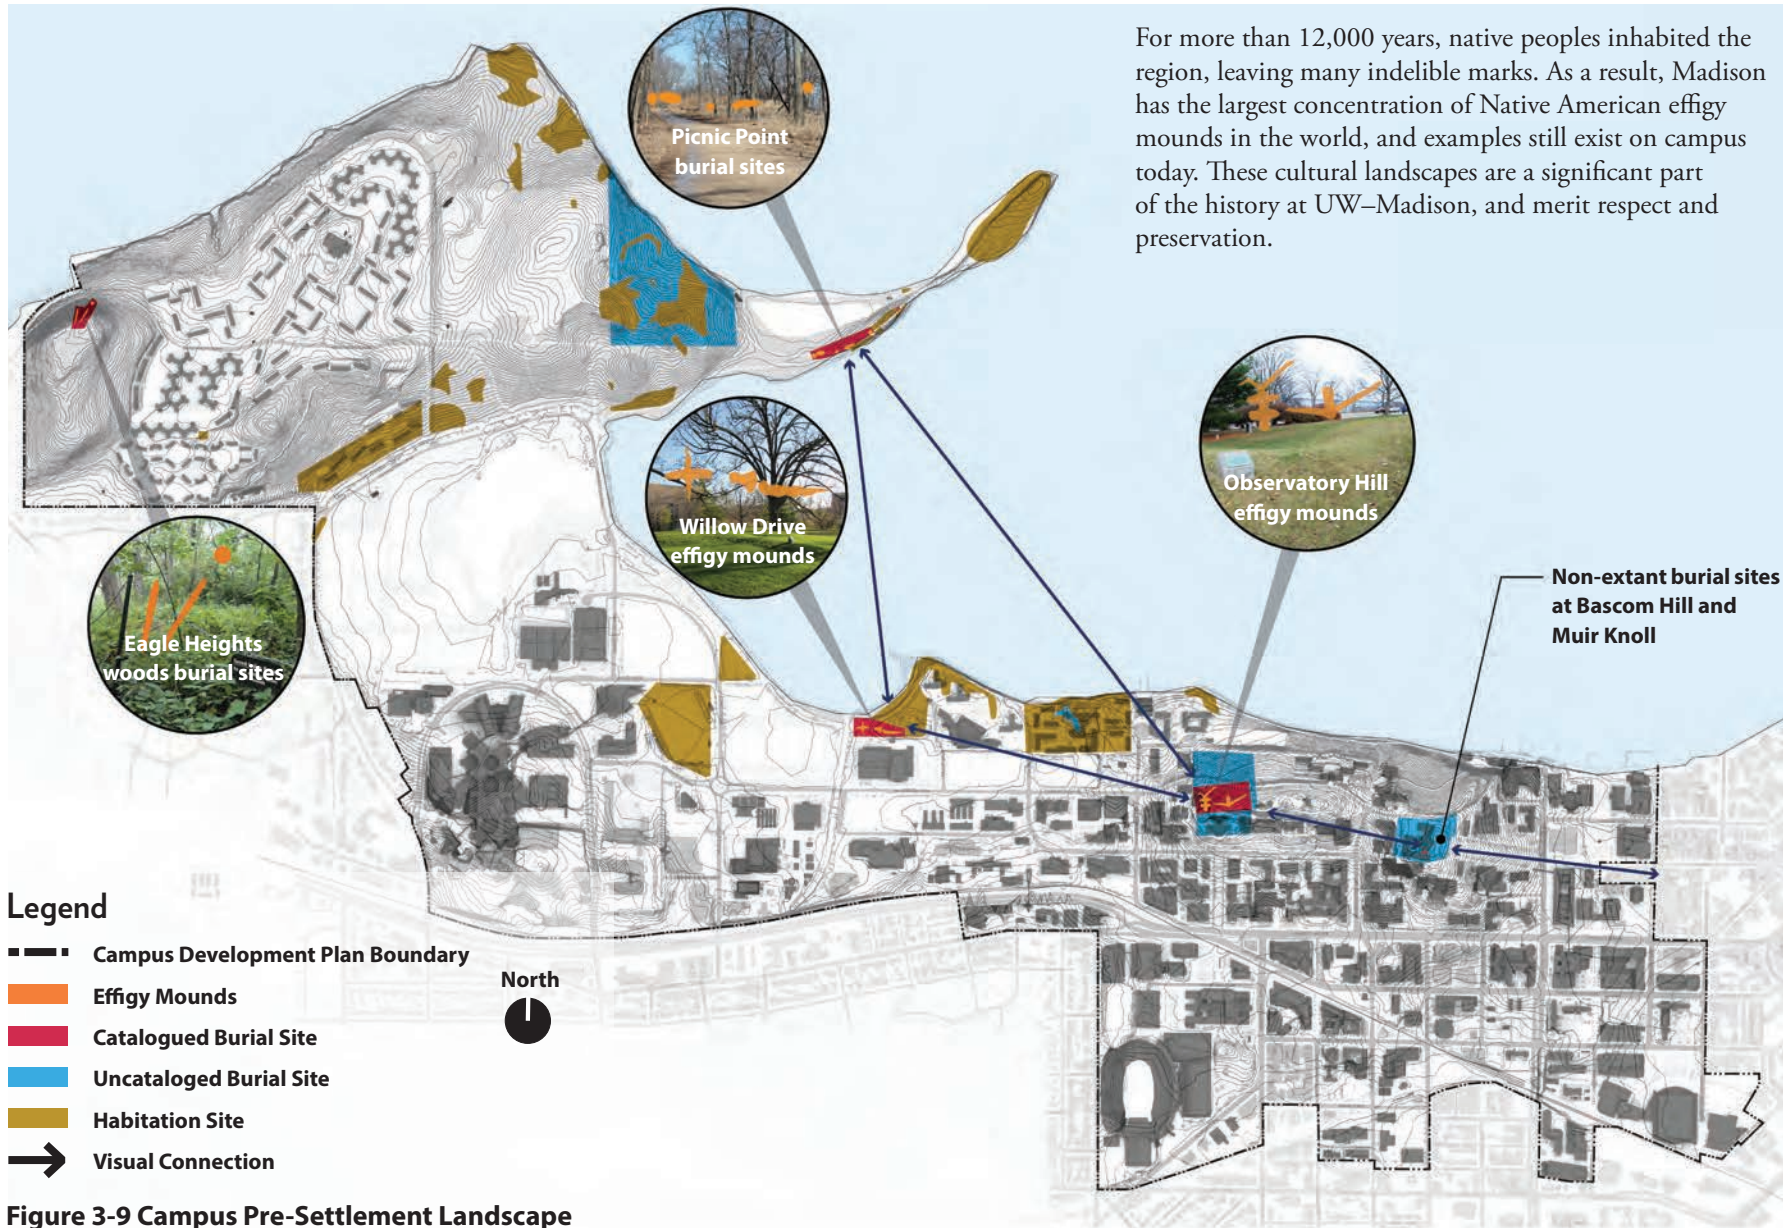 For more than 12,000 years, native peoples inhabited the
region, leaving many indelible marks. As a result, Madison
has the largest concentration of Native American effigy
mounds in the world, and examples still exist on campus
today. These cultural landscapes are a significant part
of the history at UW–Madison, and merit respect and
preservation.
Picnic Point
burial sites
Observatory Hill
effigy mounds
Willow Drive
effigy mounds
Non-extant burial sites
at Bascom Hill and
Muir Knoll
Eagle Heights
woods burial sites
Legend
Campus Development Plan Boundary
Effigy Mounds
Catalogued Burial Site
Uncataloged Burial Site
Habitation Site
Visual Connection
North
Figure 3-9 Campus Pre-Settlement Landscape